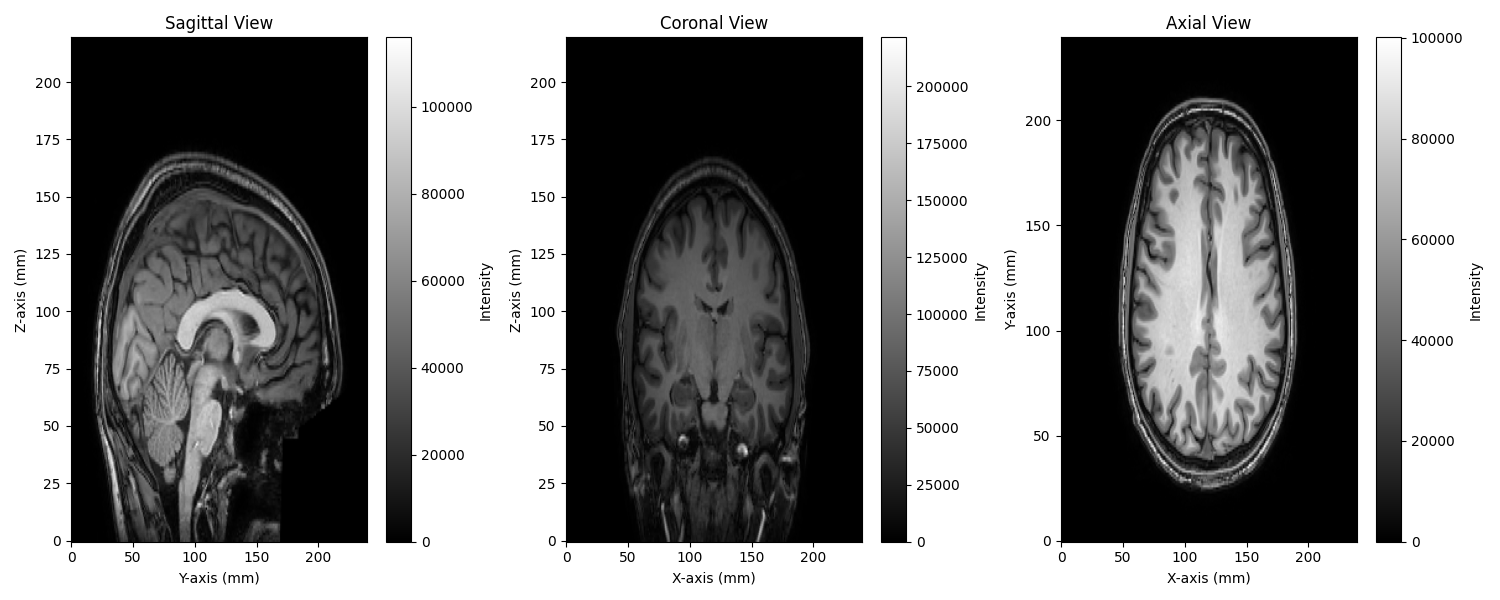 Sagittal View
200
175
150
125
100
75
50
25
0
0 50 100 150 200
Y-axis (mm)
Z-axis (mm)
100000
80000
60000
40000
20000
0
Intensity
Coronal View
200
175
150
125
100
75
50
25
0
0 50 100 150 200
X-axis (mm)
Z-axis (mm)
200000
175000
150000
125000
100000
75000
50000
25000
0
Intensity
Axial View
200
150
100
50
0
0 50 100 150 200
X-axis (mm)
Y-axis (mm)
100000
80000
60000
40000
20000
0
Intensity